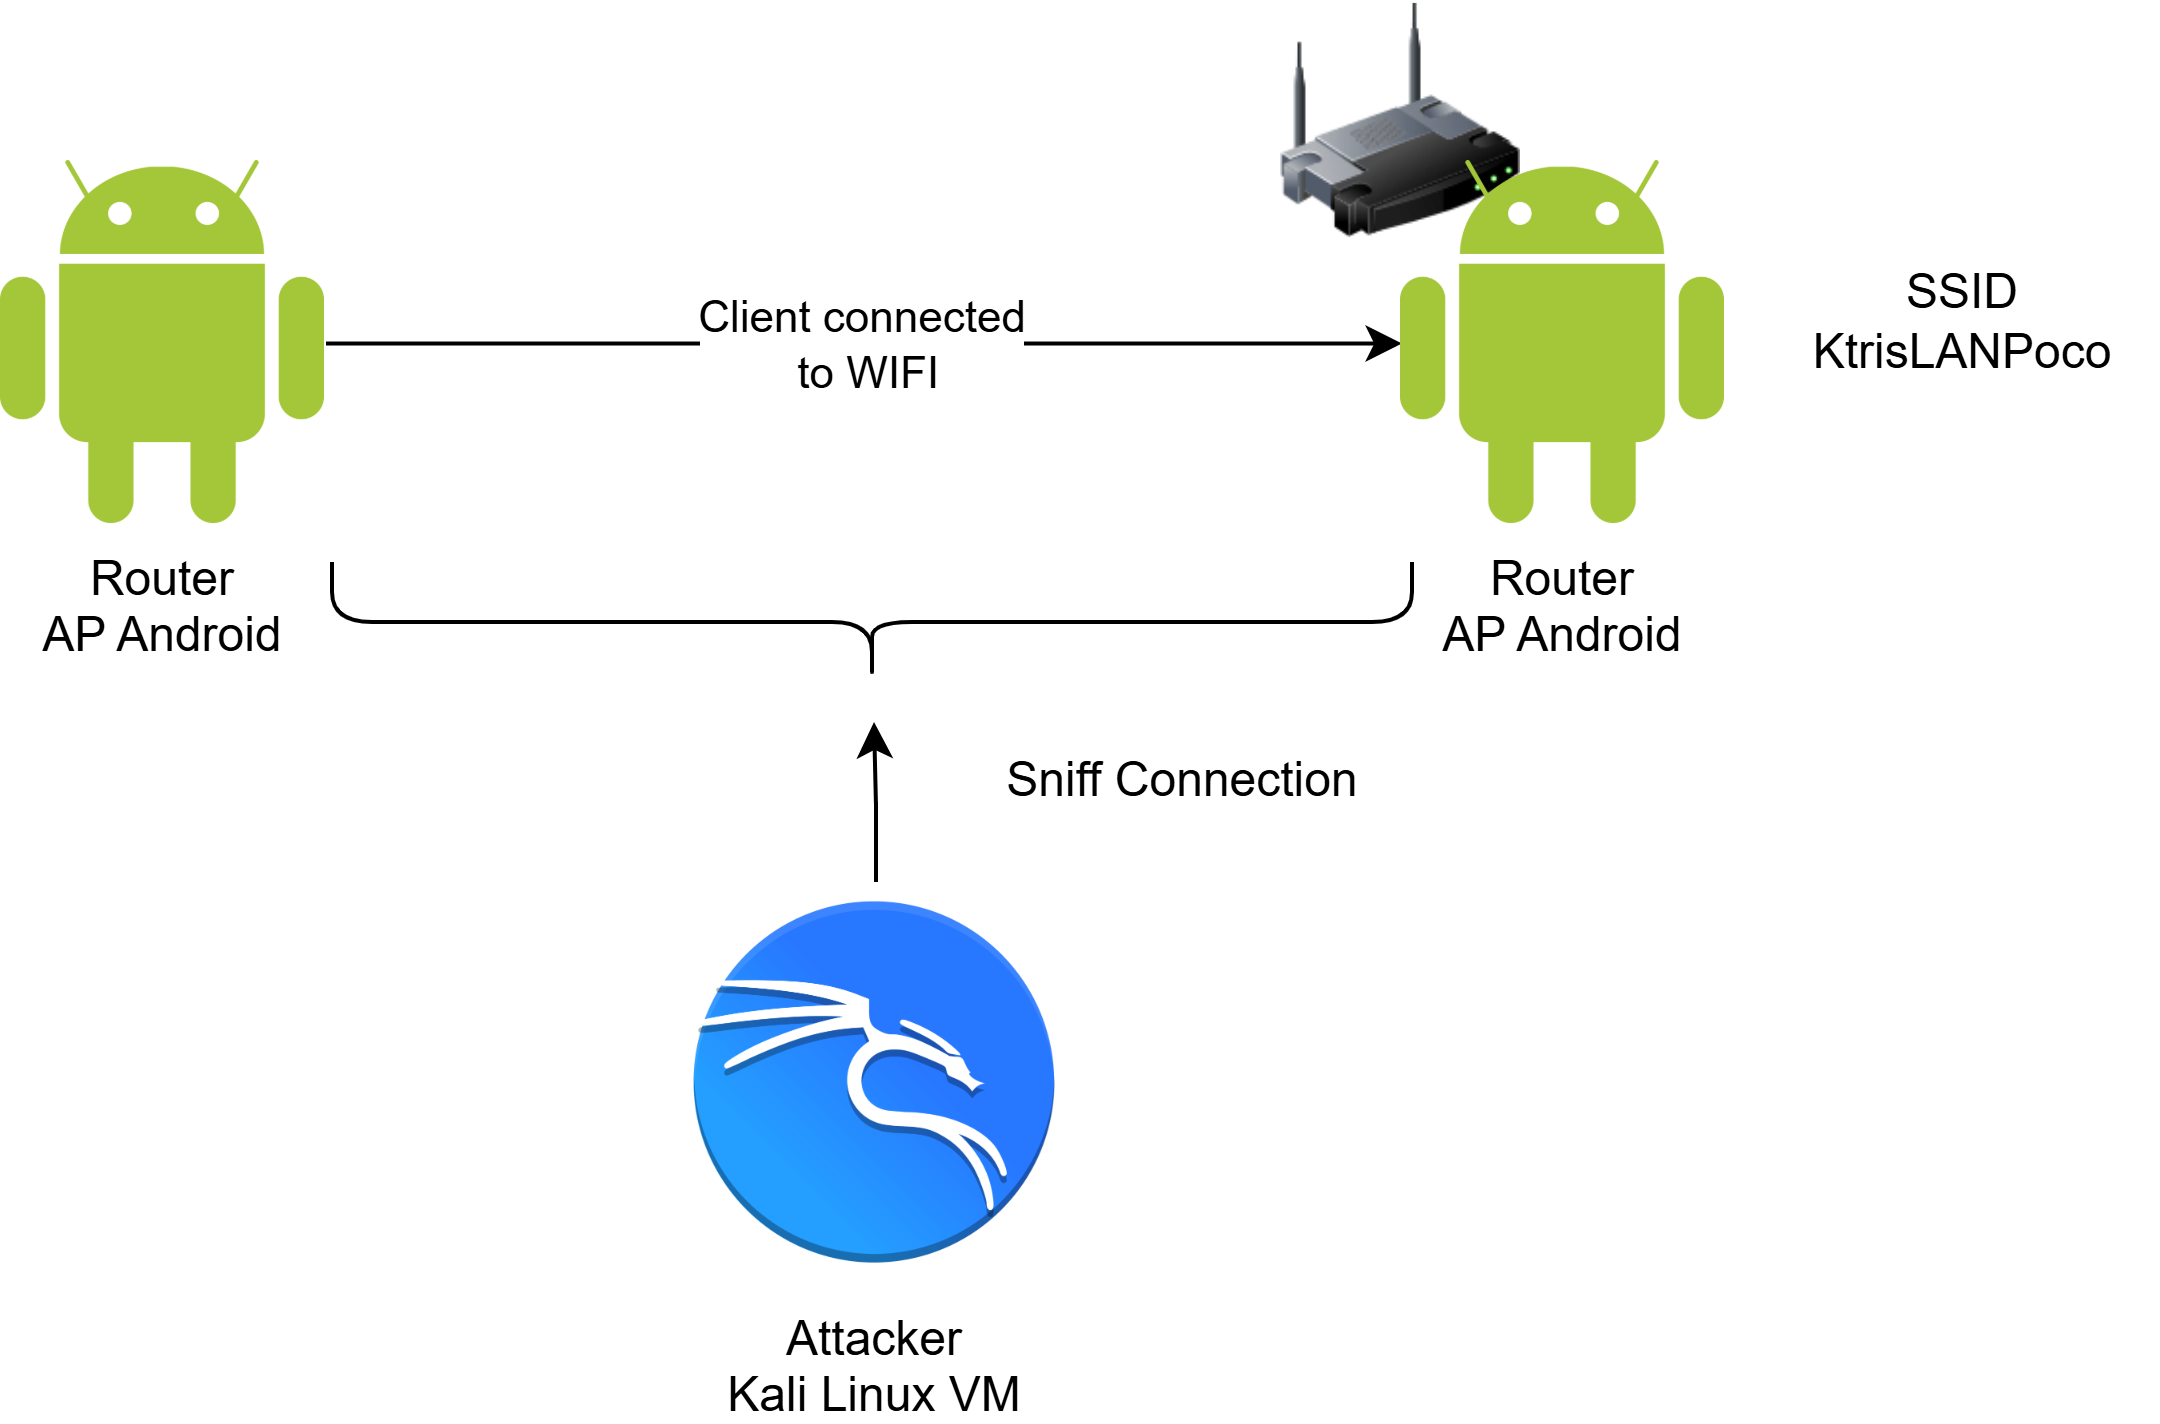 Client connected
to WIFI
SSID
KtrisLANPoco
Router
AP Android
Router
AP Android
Sniff Connection
Attacker
Kali Linux VM